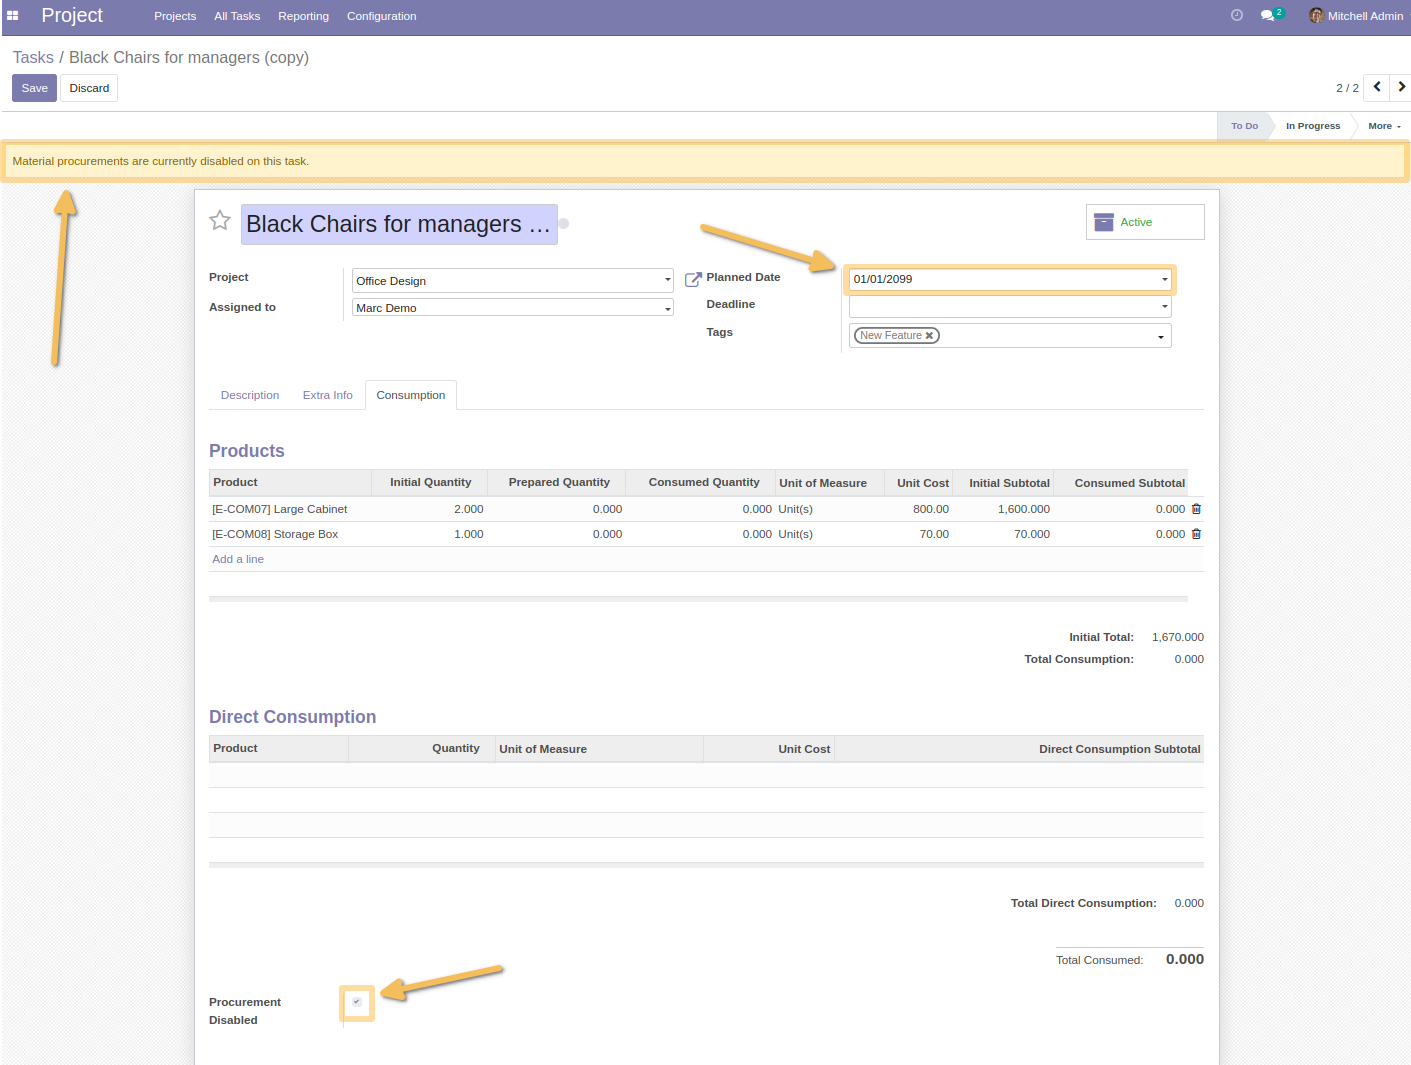 Project Projects All Tasks Reporting Configuration 2 Mitchell Admin
Tasks / Black Chairs for managers (copy)
Save Discard 2 / 2
To Do In Progress More
Material procurements are currently disabled on this task.
Black Chairs for managers … Active
Project Office Design Planned Date 01/01/2099
Assigned to Marc Demo Deadline
Tags New Feature
Description Extra Info Consumption
Products
Product Initial Quantity Prepared Quantity Consumed Quantity Unit of Measure Unit Cost Initial Subtotal Consumed Subtotal
[E-COM07] Large Cabinet 2.000 0.000 0.000 Unit(s) 800.00 1,600.000 0.000
[E-COM08] Storage Box 1.000 0.000 0.000 Unit(s) 70.00 70.000 0.000
Add a line
Initial Total: 1,670.000
Total Consumption: 0.000
Direct Consumption
Product Quantity Unit of Measure Unit Cost Direct Consumption Subtotal
Total Direct Consumption: 0.000
Total Consumed: 0.000
Procurement
Disabled